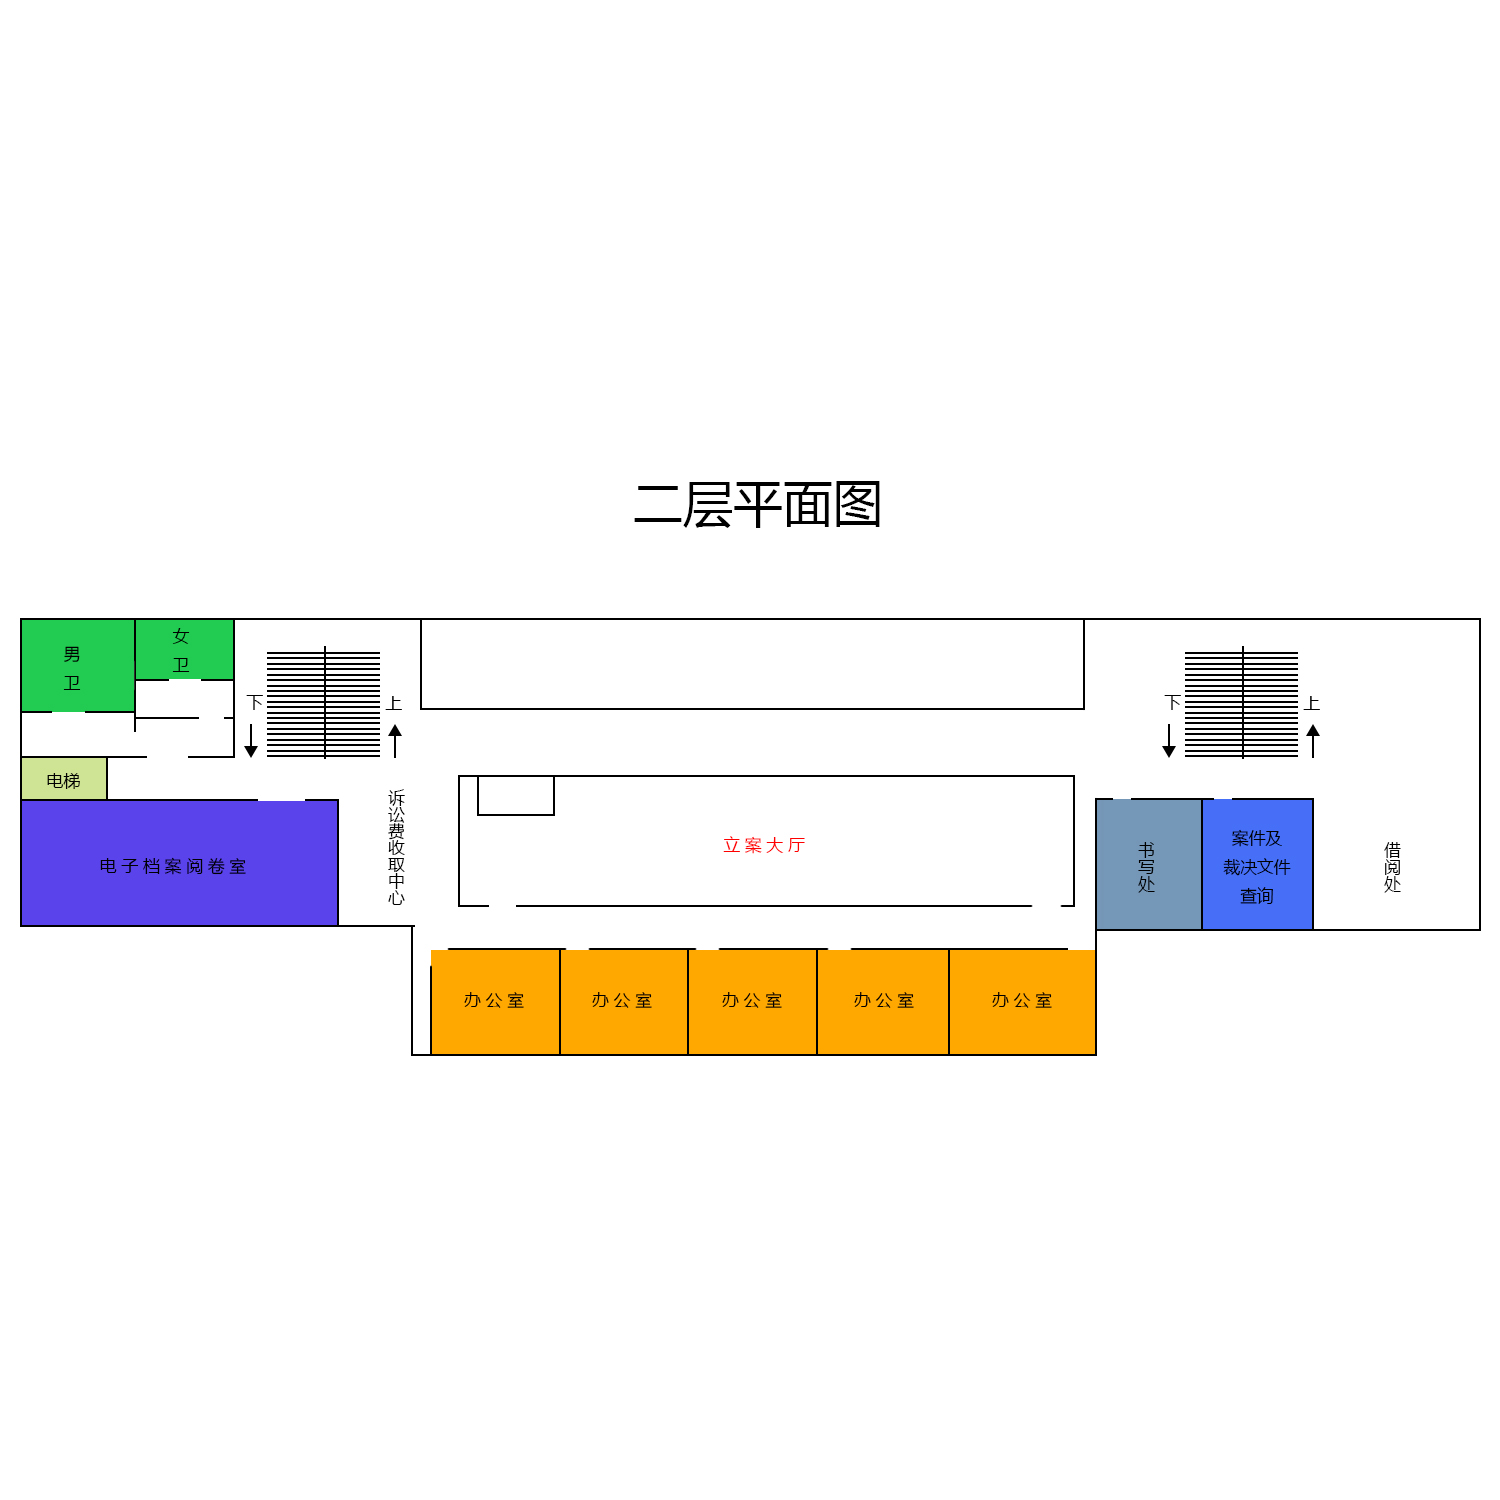 二层平面图
男
卫
女
卫
下
上
下
上
电梯
电子档案阅卷室
诉讼费收取中心
立案大厅
书写处
案件及
裁决文件
查询
借阅处
办公室
办公室
办公室
办公室
办公室